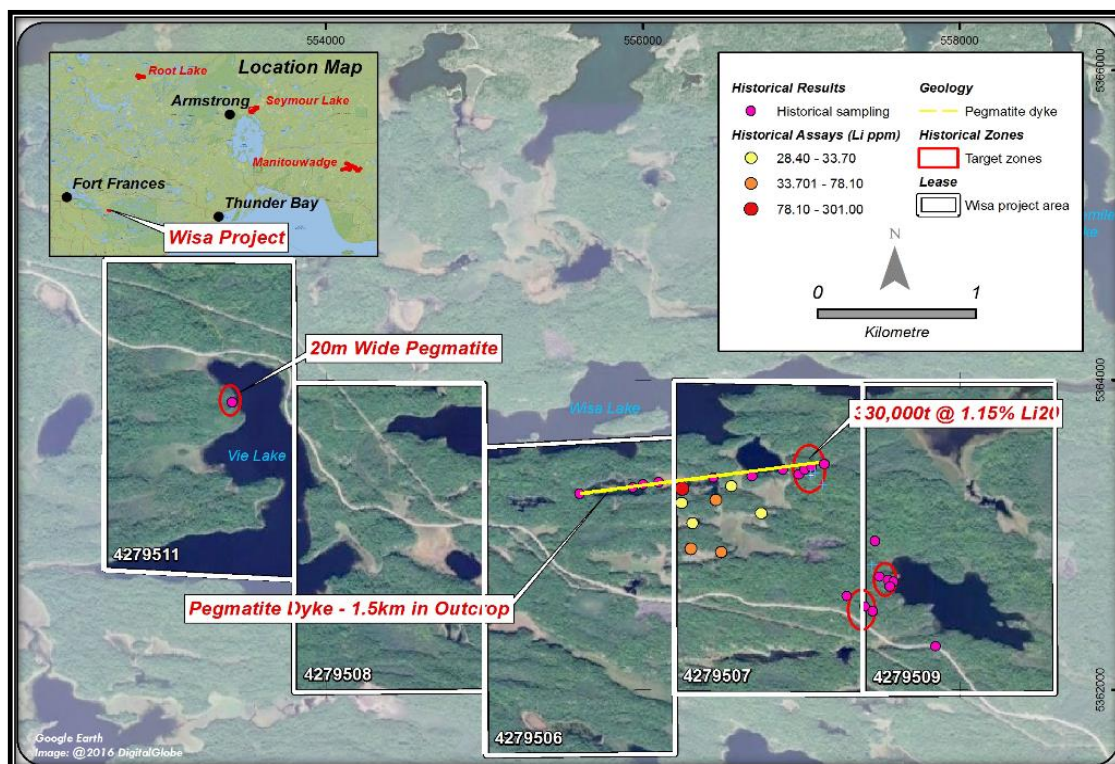 554000
556000
558000
5366000
5364000
5362000
Location Map
Root Lake
Armstrong
Seymour Lake
Manitouwadge
Fort Frances
Thunder Bay
Wisa Project
Historical Results
Historical sampling
Historical Assays (Li ppm)
28.40 - 33.70
33.701 - 78.10
78.10 - 301.00
Geology
Pegmatite dyke
Historical Zones
Target zones
Lease
Wisa project area
N
0 1
Kilometre
20m Wide Pegmatite
Wisa Lake
330,000t @ 1.15% Li20
Vie Lake
4279511
Pegmatite Dyke - 1.5km in Outcrop
4279508
4279507
4279509
4279506
Google Earth
Image: @2016 DigitalGlobe